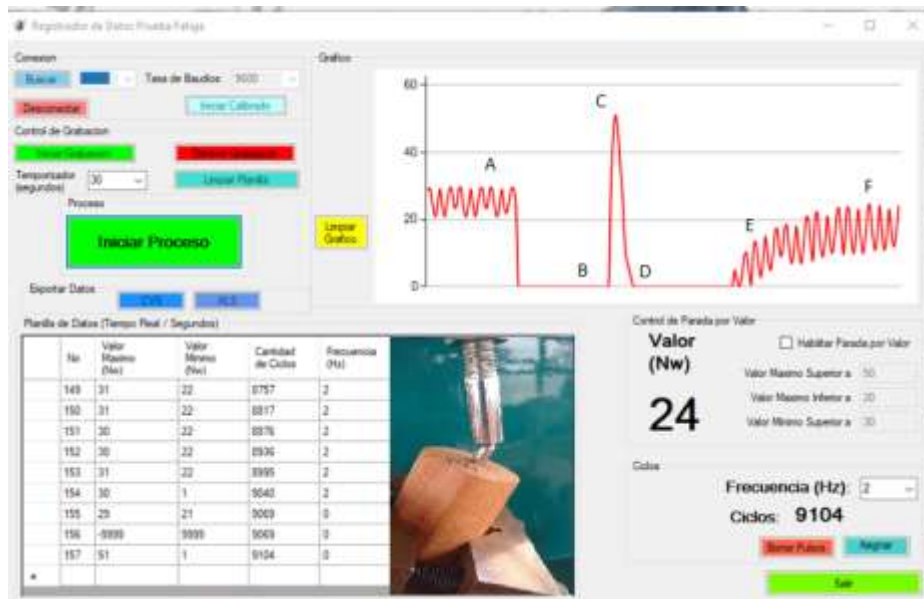 Registrador de Datos Prueba Fatiga
Conexion
Buscar
Tasa de Baudios: 9600
Desconectar
Iniciar Calibrado
Control de Grabacion
Iniciar Grabacion
Temporisador (segundos)
30
Limpiar Planilla
Proceso
Iniciar Proceso
Exportar Datos
CVS
XLS
Grafico
Limpiar Grafico
60
40
20
0
A
B
C
D
E
F
Planilla de Datos (Tiempo Real / Segundos)
No Valor Maximo (Nw) Valor Minimo (Nw) Cantidad de Ciclos Frecuencia (Hz)
149 31 22 8757 2
150 31 22 8817 2
151 30 22 8876 2
152 30 22 8936 2
153 31 22 8995 2
154 30 1 9040 2
155 29 21 9069 0
156 -9999 9999 9069 0
157 51 1 9104 0
Control de Parada por Valor
Valor (Nw)
24
Habilitar Parada por Valor
Valor Maximo Superior a 50
Valor Maximo Inferior a 20
Valor Minimo Superior a 30
Ciclos
Frecuencia (Hz): 2
Ciclos: 9104
Borrar Pulsos
Asignar
Salir